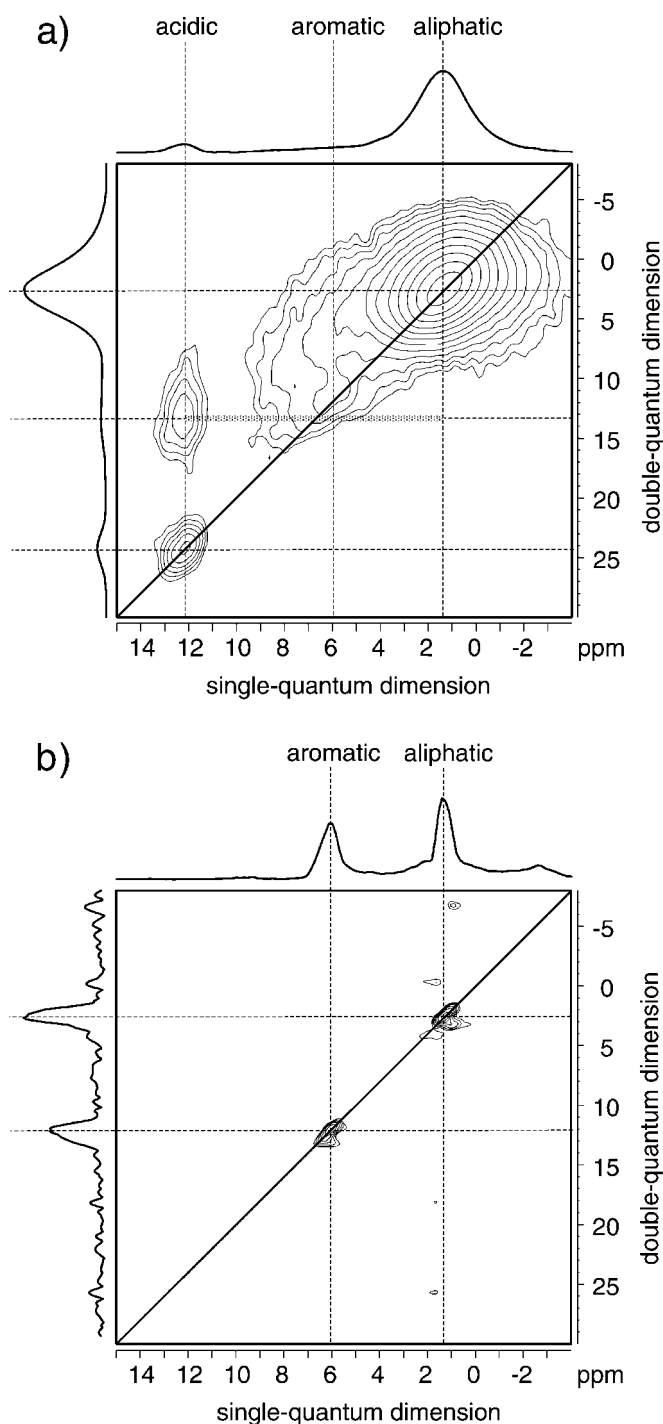 a)
acidic aromatic aliphatic
-5
0
5
10
15
20
25
double-quantum dimension
14 12 10 8 6 4 2 0 -2 ppm
single-quantum dimension
b)
aromatic aliphatic
-5
0
5
10
15
20
25
double-quantum dimension
14 12 10 8 6 4 2 0 -2 ppm
single-quantum dimension